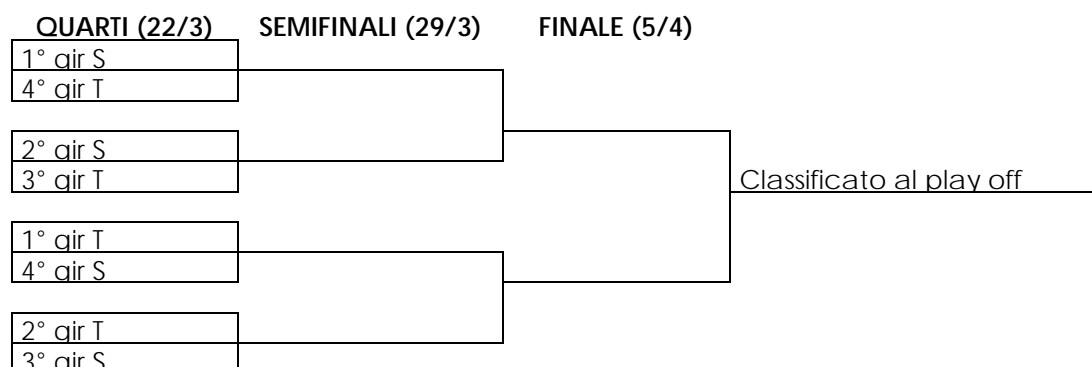 QUARTI (22/3) SEMIFINALI (29/3) FINALE (5/4)
1° gir S
4° gir T
2° gir S
3° gir T
Classificato al play off
1° gir T
4° gir S
2° gir T
3° gir S